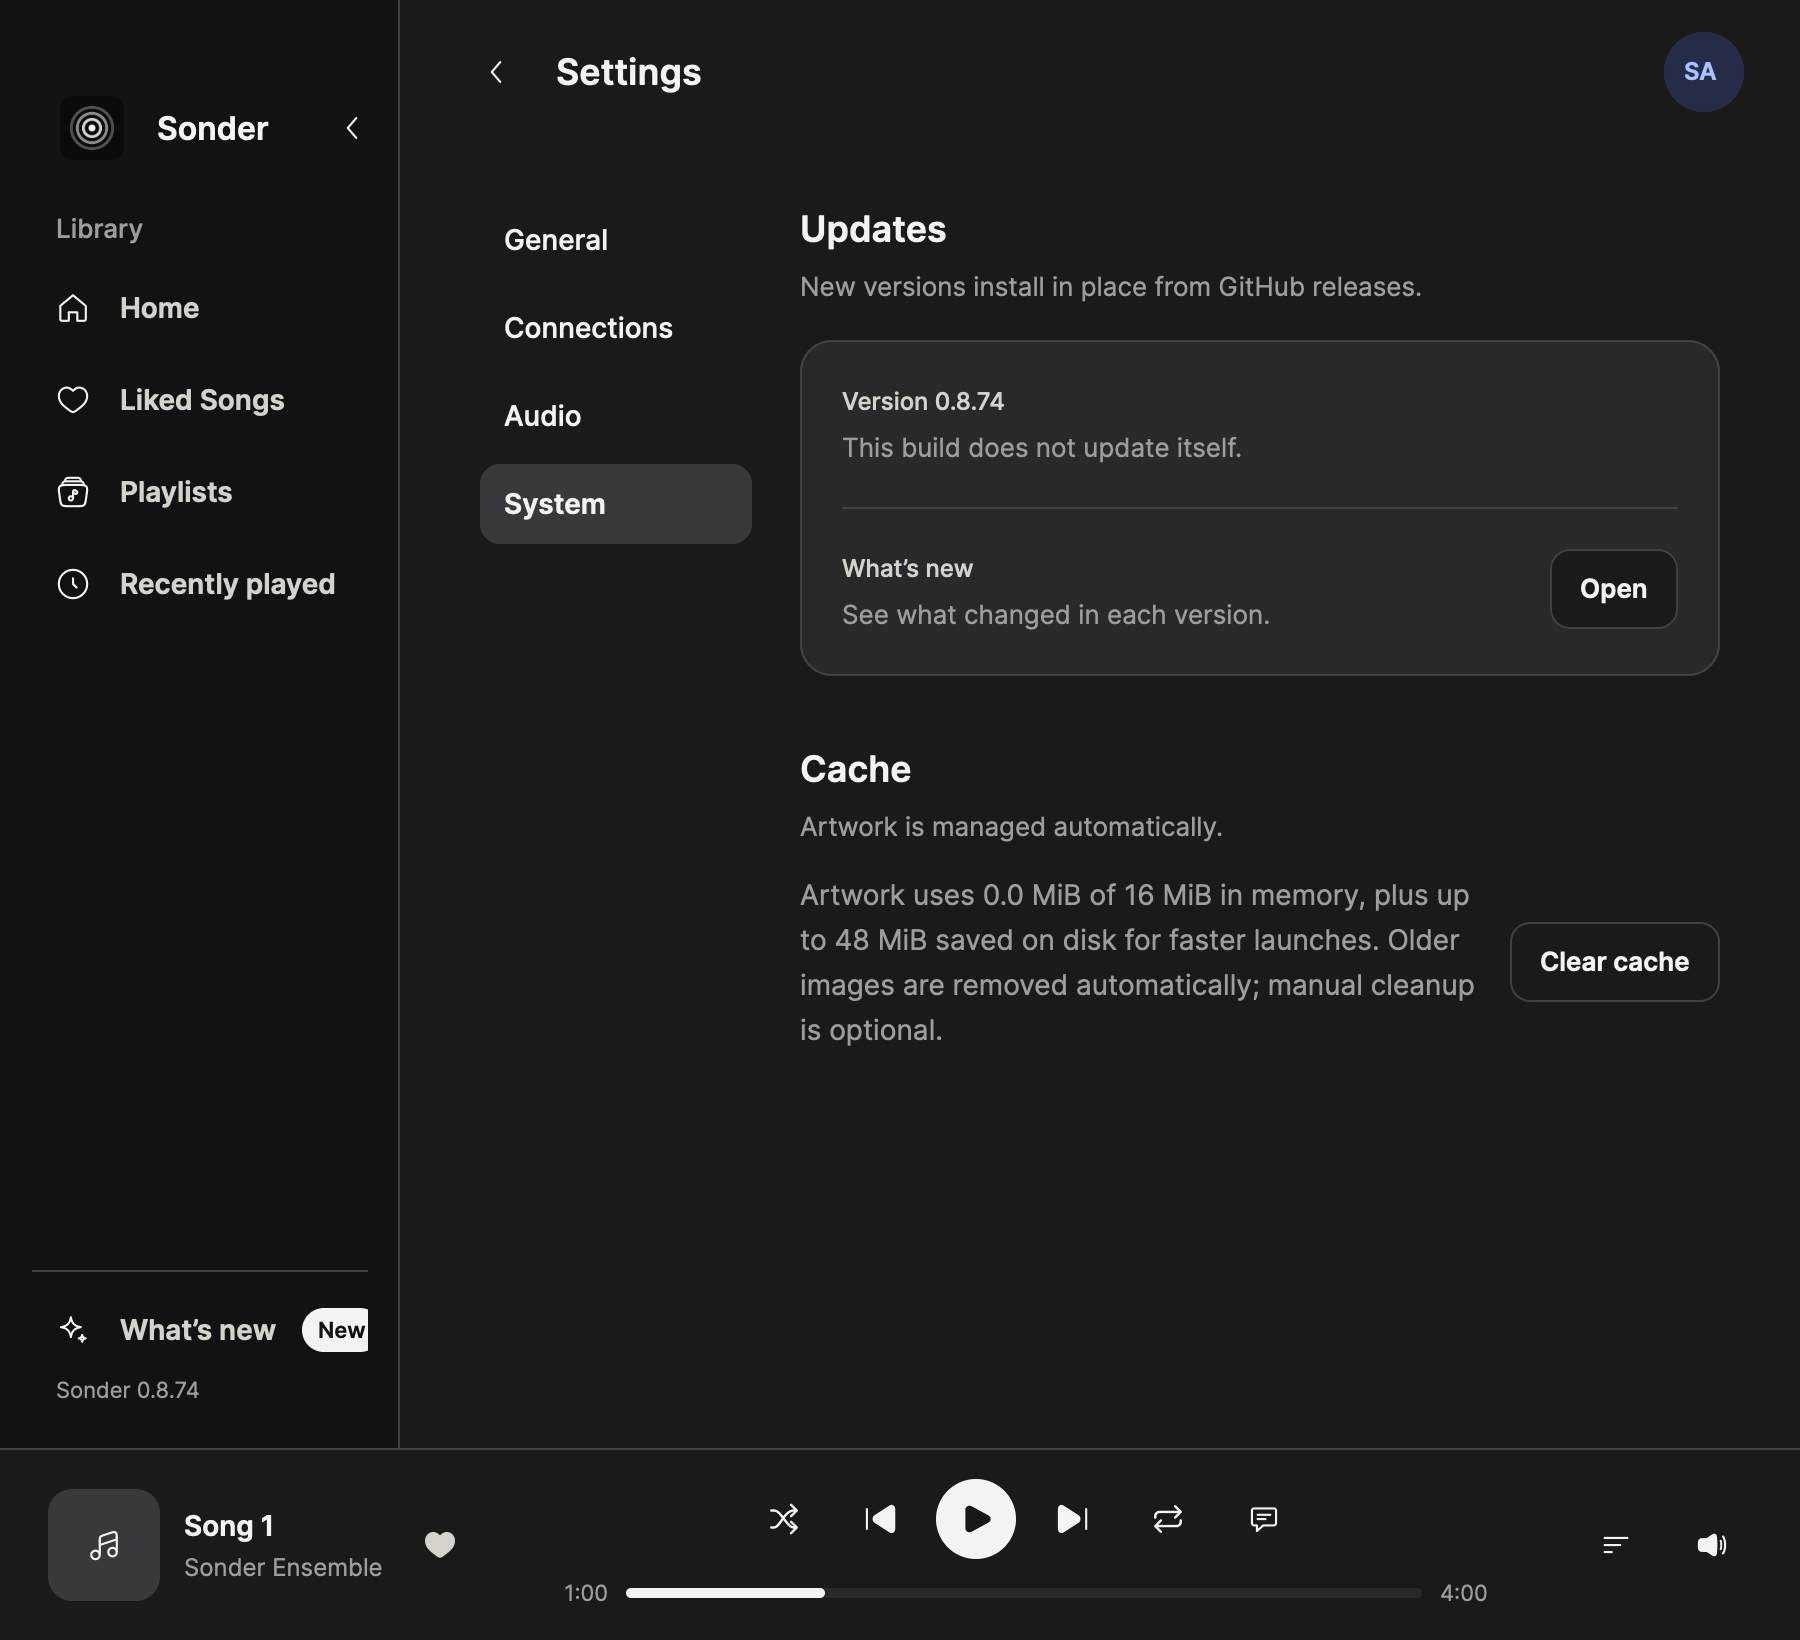 Sonder
Library
Home
Liked Songs
Playlists
Recently played
What’s new
New
Sonder 0.8.74
Settings
SA
General
Connections
Audio
System
Updates
New versions install in place from GitHub releases.
Version 0.8.74
This build does not update itself.
What’s new
See what changed in each version.
Open
Cache
Artwork is managed automatically.
Artwork uses 0.0 MiB of 16 MiB in memory, plus up
to 48 MiB saved on disk for faster launches. Older
images are removed automatically; manual cleanup
is optional.
Clear cache
Song 1
Sonder Ensemble
1:00
4:00